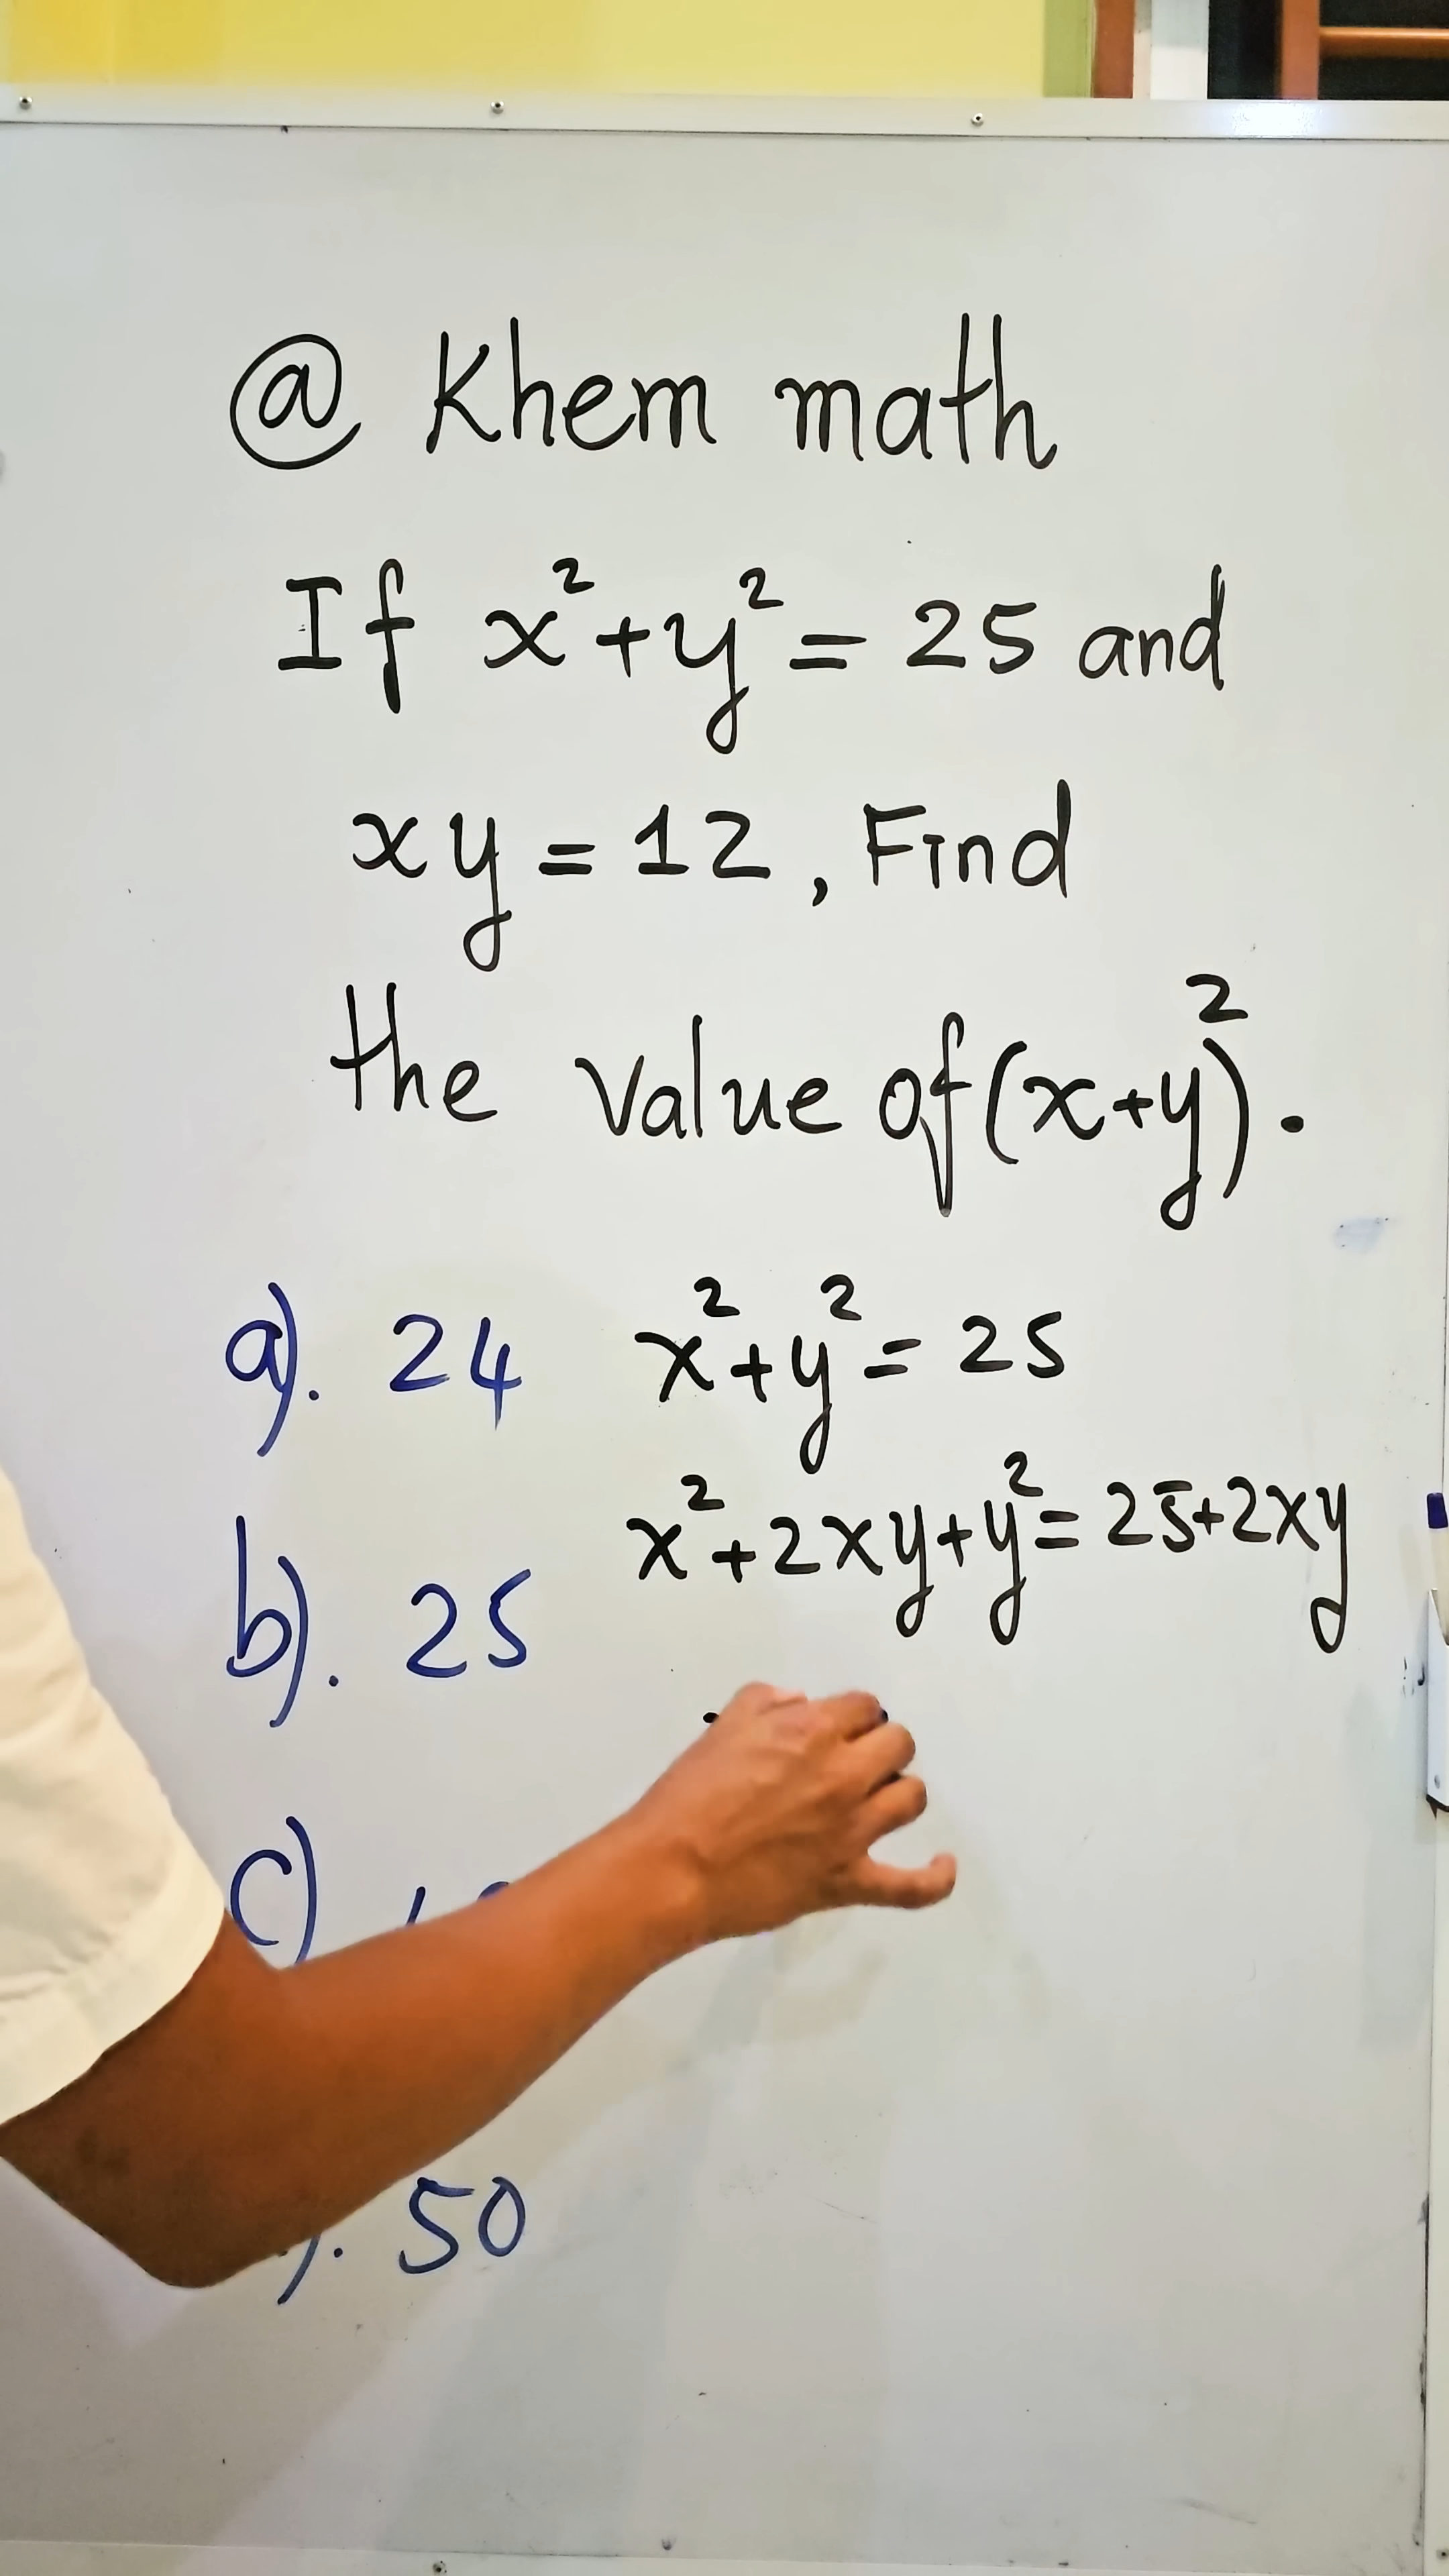 @ Khem math
If x²+y² = 25 and
xy = 12, Find
the value of (x+y)².
a). 24
x²+y² = 25
x²+2xy+y² = 25+2xy
b). 25
c)
). 50